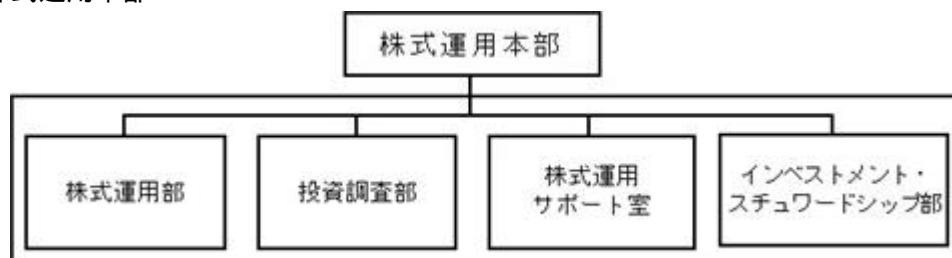 株式運用本部
株式運用部
投資調査部
株式運用
サポート室
インベストメント・
スチュワードシップ部